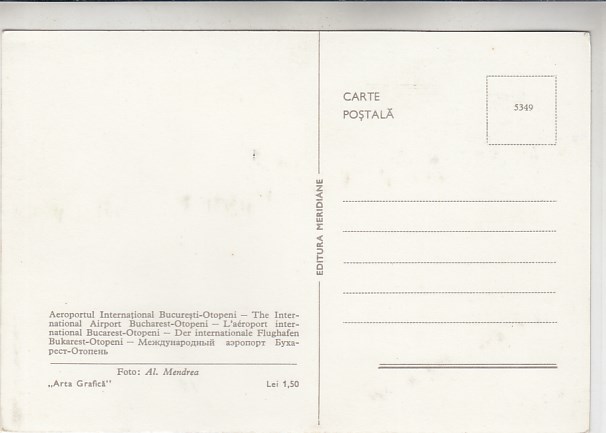 CARTE
POȘTALĂ
5349
EDITURA MERIDIANE
Aeroportul Internațional București-Otopeni — The Inter-
national Airport Bucharest-Otopeni — L'aéroport inter-
national Bucarest-Otopeni — Der internationale Flughafen
Bukarest-Otopeni — Международный аэропорт Буха-
рест-Отопень
Foto: Al. Mendrea
„Arta Grafică”
Lei 1,50